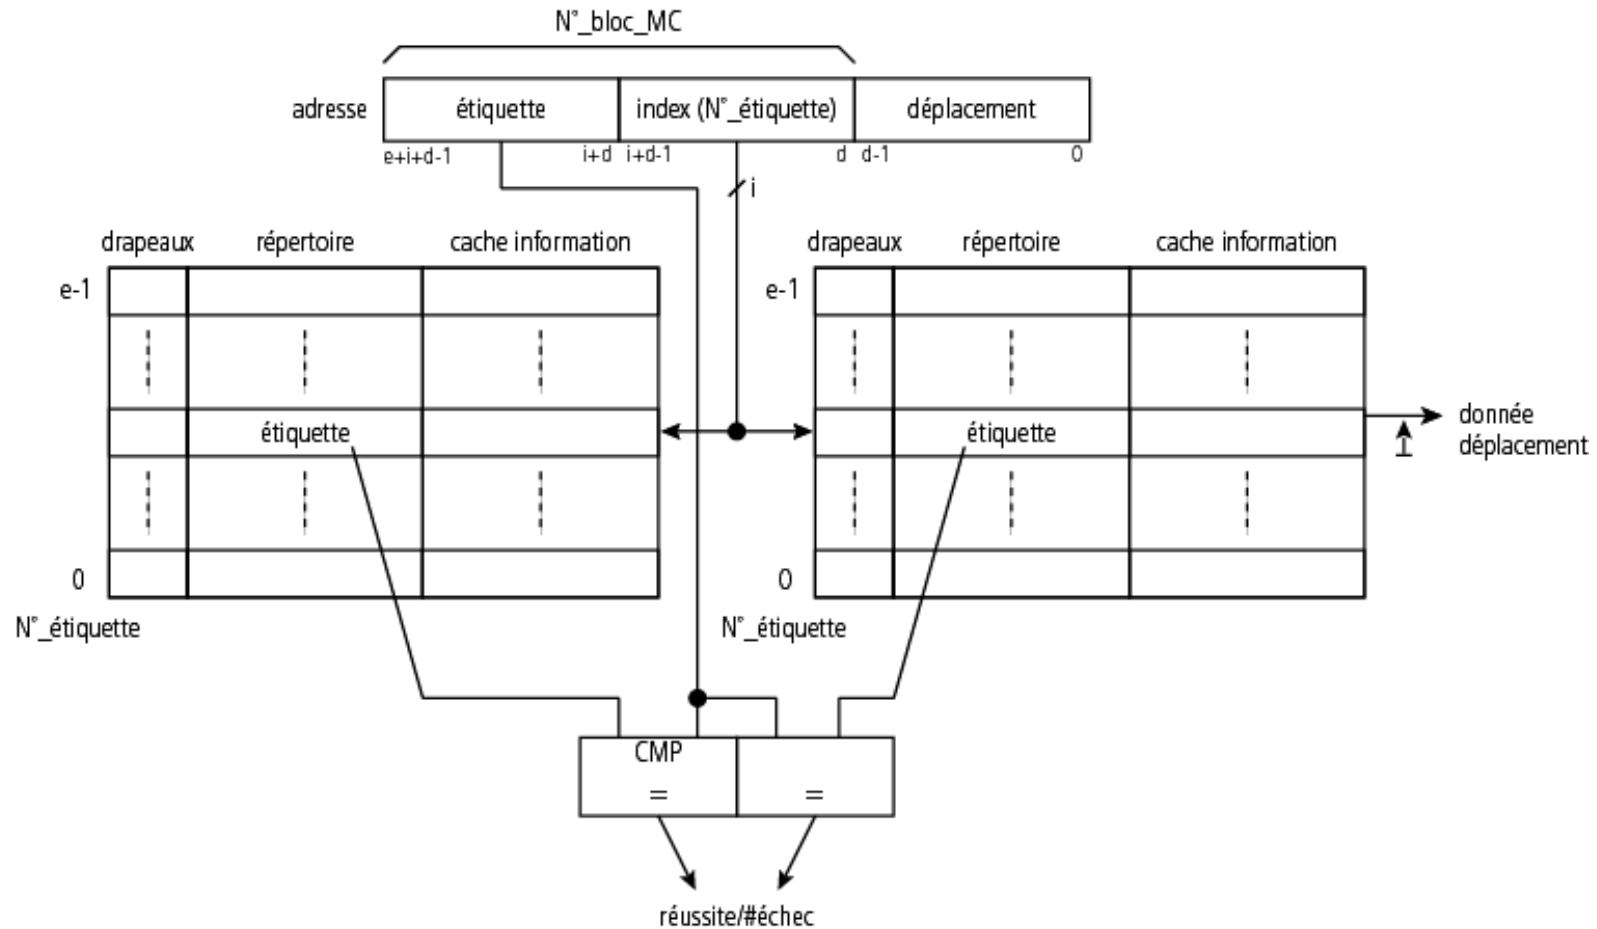 N°_bloc_MC
adresse étiquette index (N°_étiquette) déplacement
e+i+d-1 i+d i+d-1 d d-1 0
i
drapeaux répertoire cache information drapeaux répertoire cache information
e-1 e-1
étiquette étiquette donnée
déplacement
0 0
N°_étiquette N°_étiquette
CMP
= =
réussite/#échec